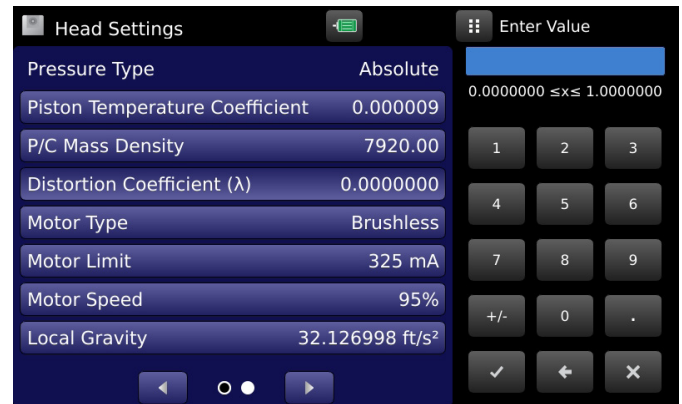 Head Settings
Enter Value
Pressure Type Absolute
Piston Temperature Coefficient 0.000009
P/C Mass Density 7920.00
Distortion Coefficient (λ) 0.0000000
Motor Type Brushless
Motor Limit 325 mA
Motor Speed 95%
Local Gravity 32.126998 ft/s²
0.0000000 ≤x≤ 1.0000000
1 2 3
4 5 6
7 8 9
+/- 0 .